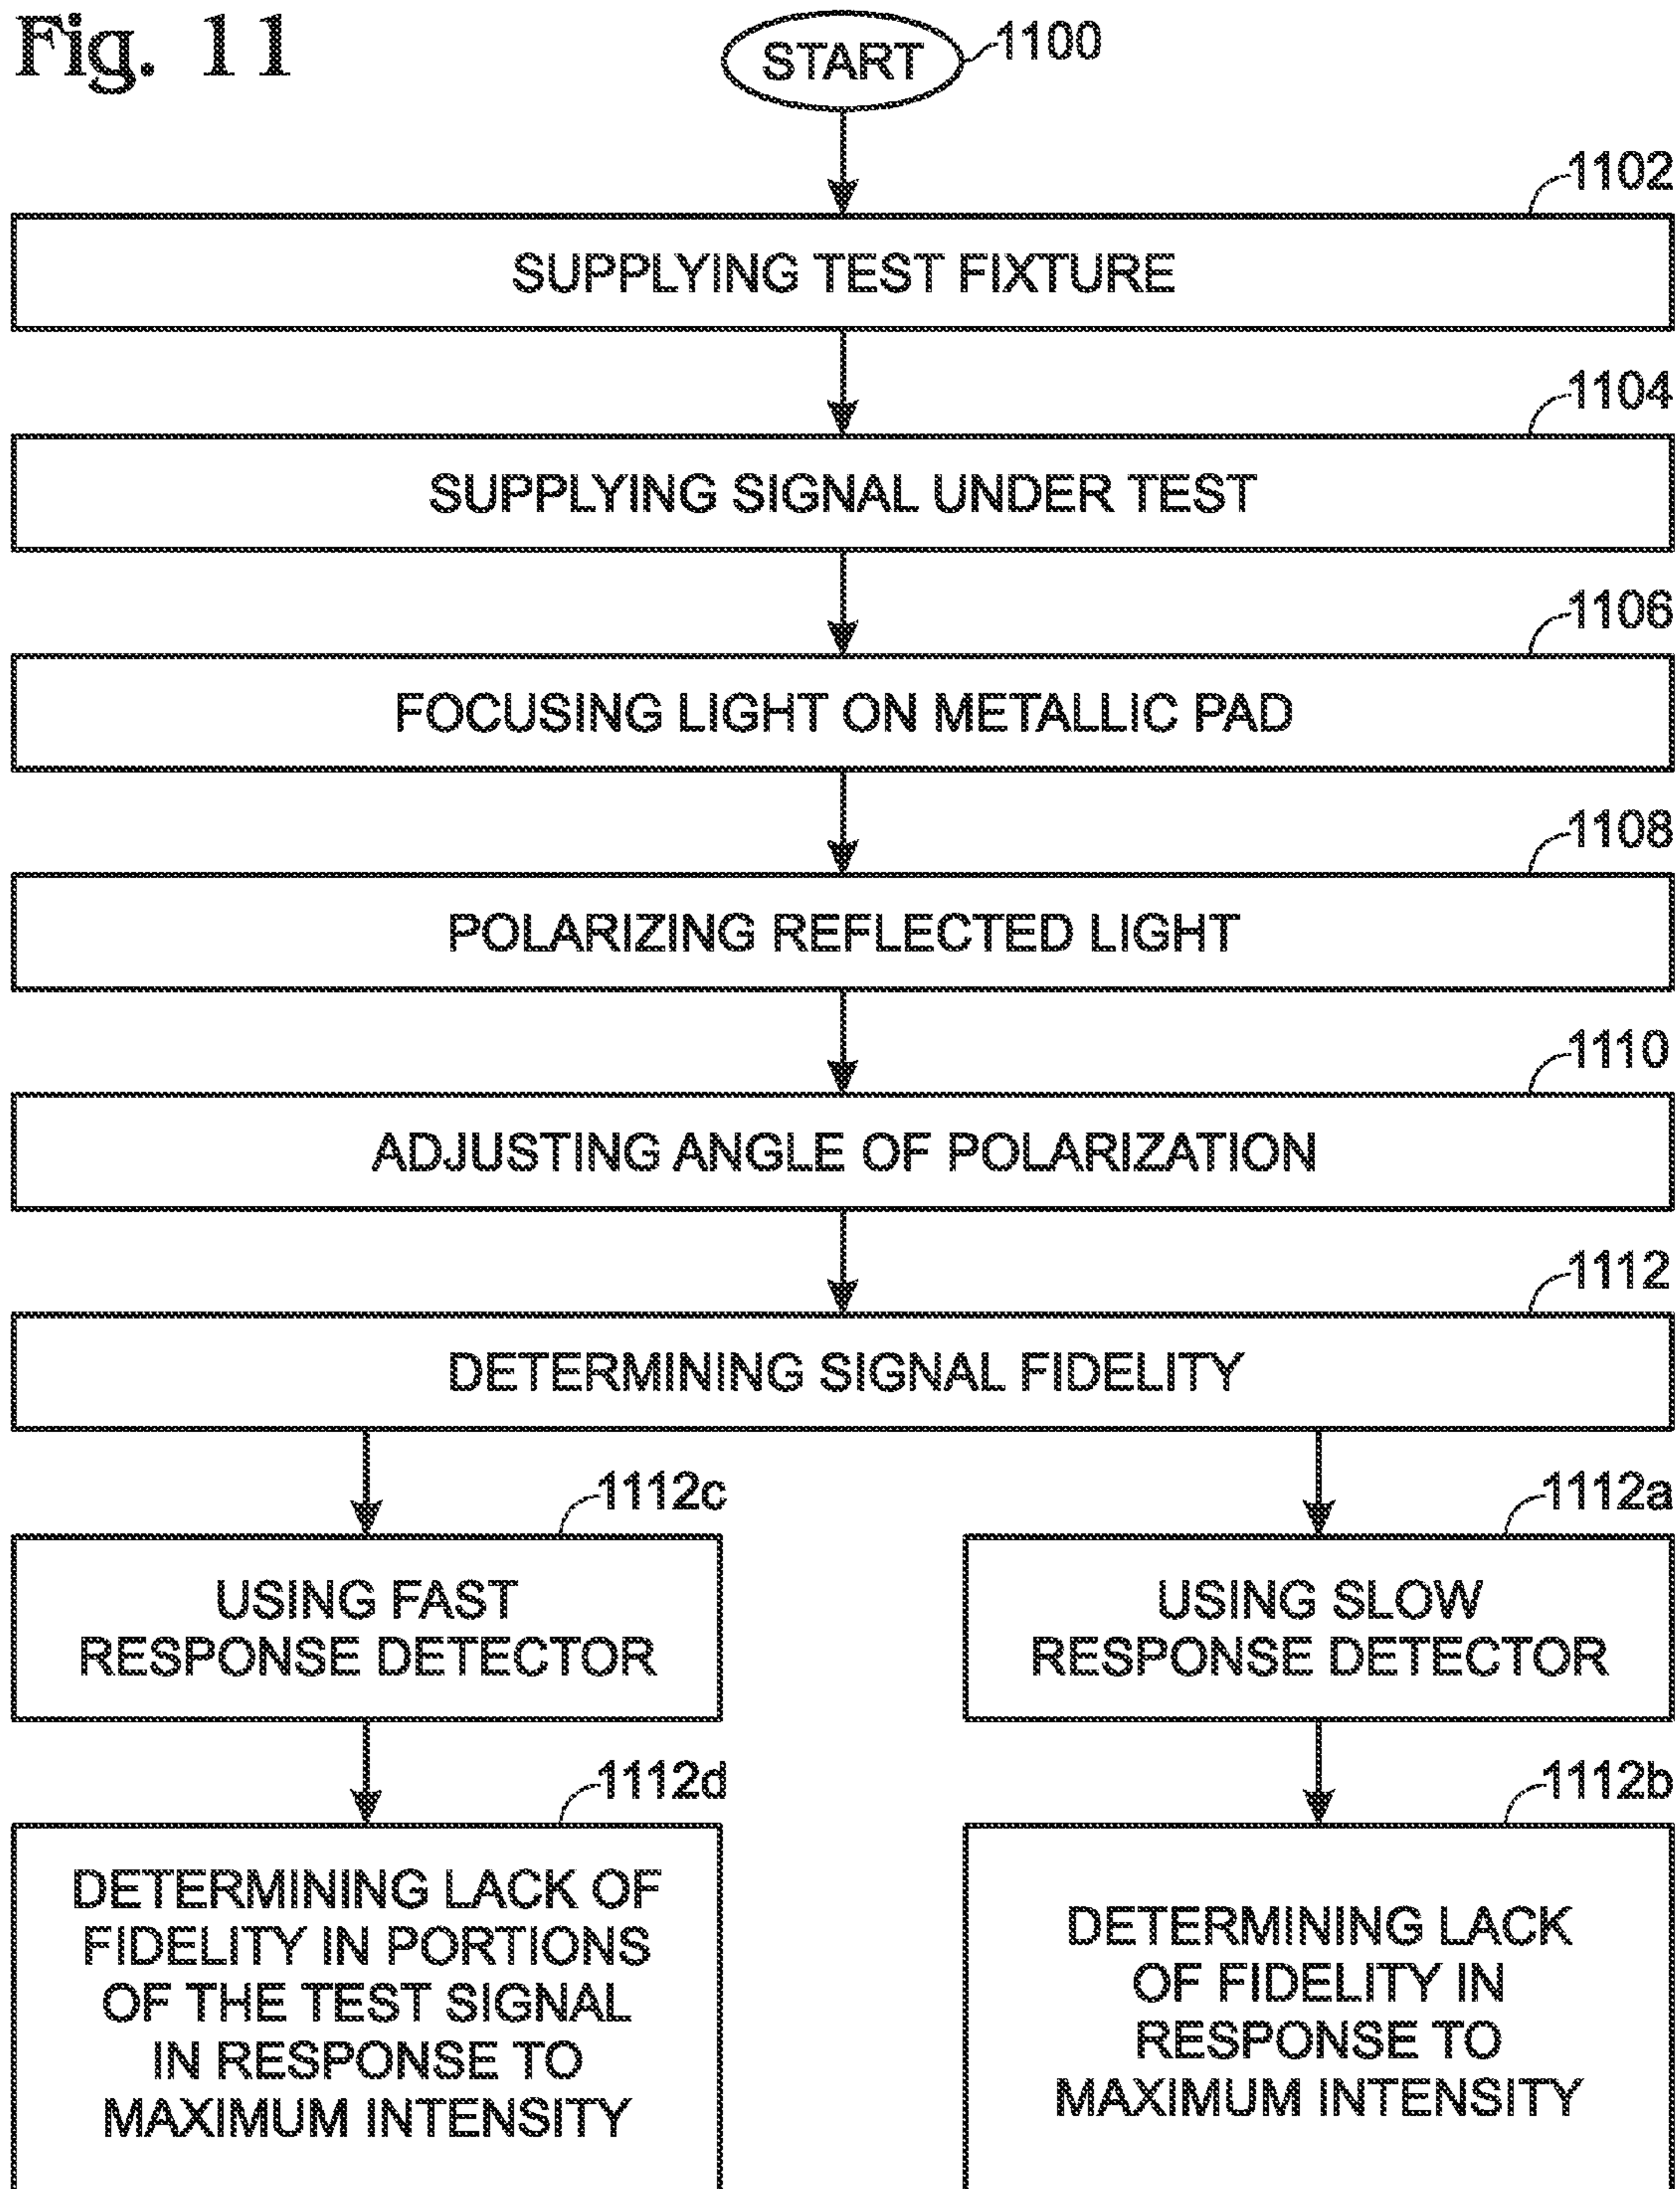 Fig. 11
START
1100
1102
SUPPLYING TEST FIXTURE
1104
SUPPLYING SIGNAL UNDER TEST
1106
FOCUSING LIGHT ON METALLIC PAD
1108
POLARIZING REFLECTED LIGHT
1110
ADJUSTING ANGLE OF POLARIZATION
1112
DETERMINING SIGNAL FIDELITY
1112c
USING FAST
RESPONSE DETECTOR
1112a
USING SLOW
RESPONSE DETECTOR
1112d
DETERMINING LACK OF
FIDELITY IN PORTIONS
OF THE TEST SIGNAL
IN RESPONSE TO
MAXIMUM INTENSITY
1112b
DETERMINING LACK
OF FIDELITY IN
RESPONSE TO
MAXIMUM INTENSITY